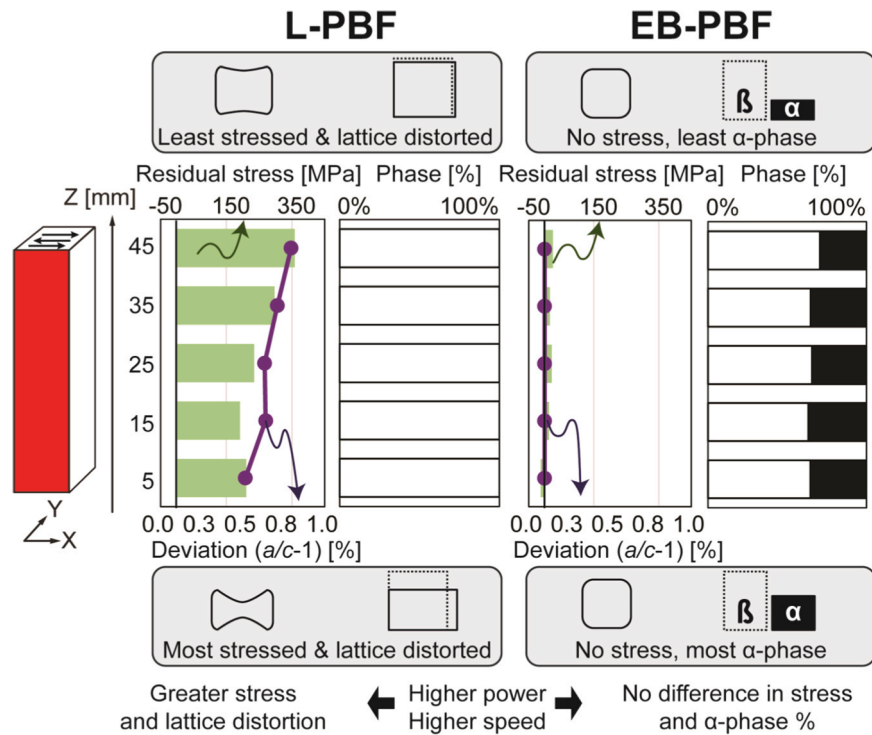 L-PBF
EB-PBF
Least stressed & lattice distorted
ß
α
No stress, least α-phase
Residual stress [MPa]
Phase [%]
Residual stress [MPa]
Phase [%]
Z [mm]
-50 150 350
0% 100%
-50 150 350
0% 100%
45
35
25
15
5
Y
X
0.0 0.3 0.5 0.8 1.0
Deviation (a/c-1) [%]
0.0 0.3 0.5 0.8 1.0
Deviation (a/c-1) [%]
Most stressed & lattice distorted
ß
α
No stress, most α-phase
Greater stress
and lattice distortion
Higher power
Higher speed
No difference in stress
and α-phase %